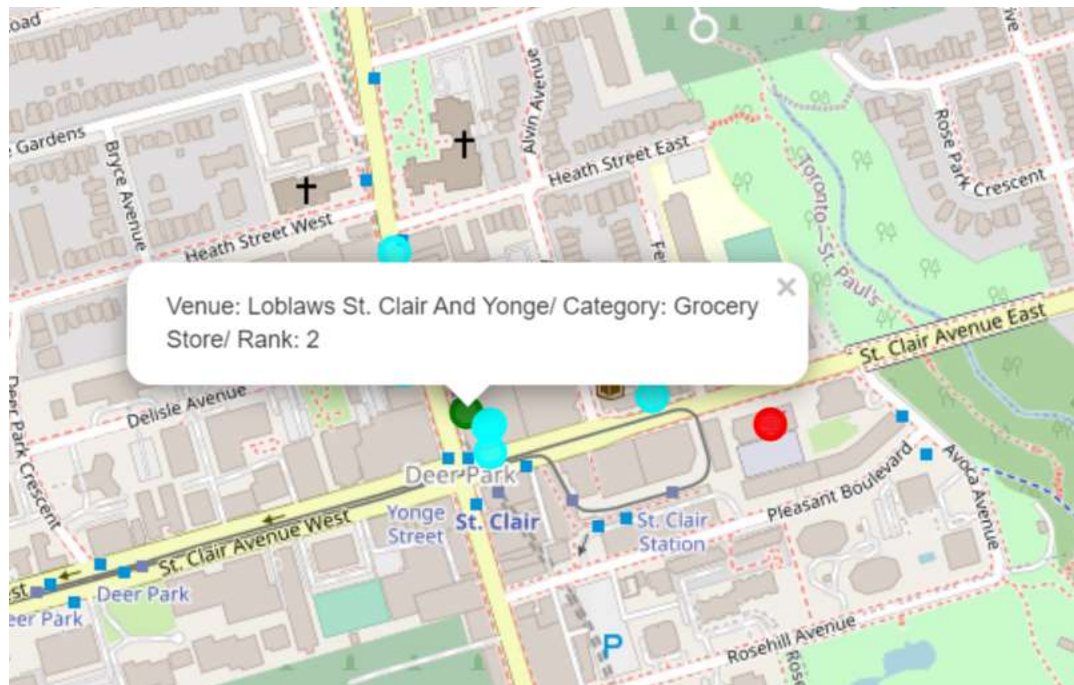 oad
Gardens
Bryce Avenue
Alvin Avenue
Heath Street East
Rose Park Crescent
Toronto—St. Paul's
Heath Street West
Venue: Loblaws St. Clair And Yonge/ Category: Grocery
Store/ Rank: 2
×
St. Clair Avenue East
Deer Park Crescent
Delisle Avenue
Deer Park
Yonge
Street
St. Clair
St. Clair
Station
Pleasant Boulevard
Avoca Avenue
St. Clair Avenue West
Deer Park
eer Park
P
Rosehill Avenue